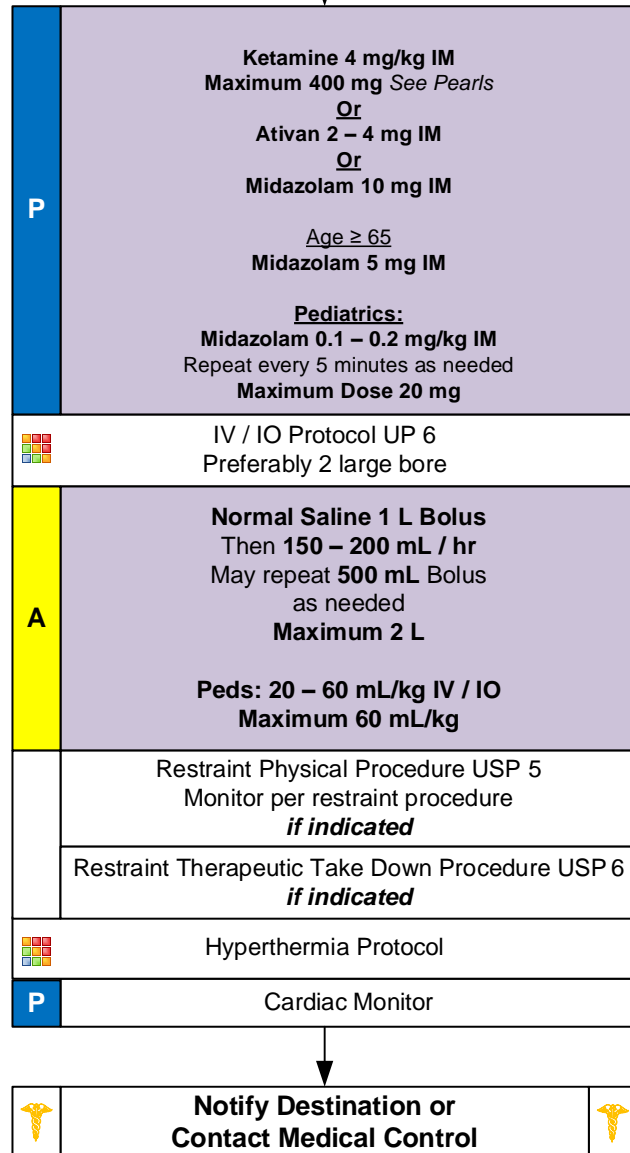 P
Ketamine 4 mg/kg IM
Maximum 400 mg See Pearls
Or
Ativan 2 – 4 mg IM
Or
Midazolam 10 mg IM
Age ≥ 65
Midazolam 5 mg IM
Pediatrics:
Midazolam 0.1 – 0.2 mg/kg IM
Repeat every 5 minutes as needed
Maximum Dose 20 mg
IV / IO Protocol UP 6
Preferably 2 large bore
A
Normal Saline 1 L Bolus
Then 150 – 200 mL / hr
May repeat 500 mL Bolus
as needed
Maximum 2 L
Peds: 20 – 60 mL/kg IV / IO
Maximum 60 mL/kg
Restraint Physical Procedure USP 5
Monitor per restraint procedure
if indicated
Restraint Therapeutic Take Down Procedure USP 6
if indicated
Hyperthermia Protocol
P
Cardiac Monitor
Notify Destination or
Contact Medical Control